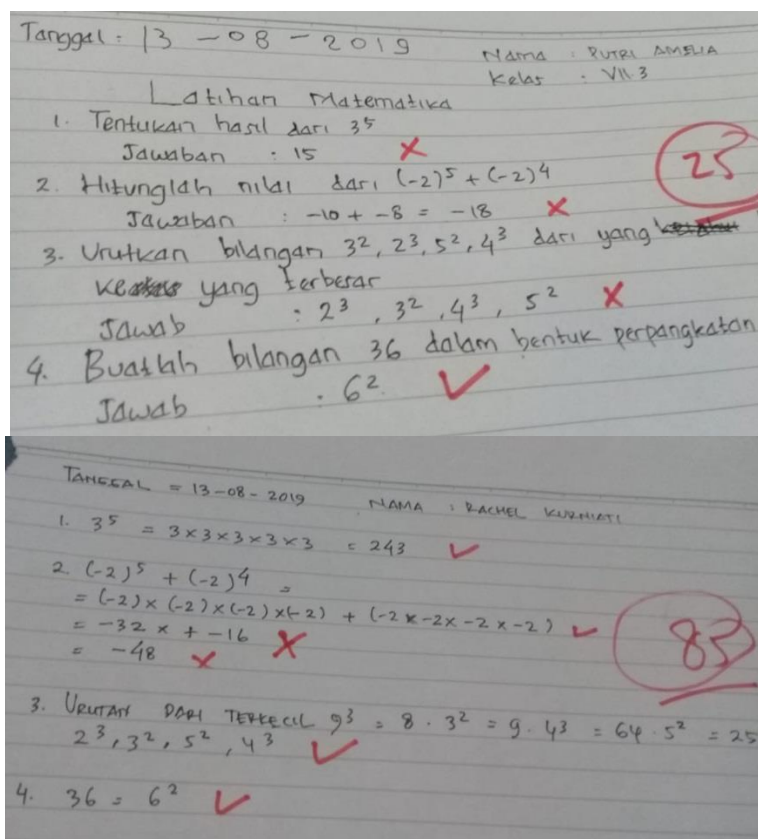 Tanggal : 13 - 08 - 2019
Nama : PUTRI AMELIA
Kelas : VII.3
Latihan Matematika
1. Tentukan hasil dari 3⁵
Jawaban : 15
25
2. Hitunglah nilai dari (-2)⁵ + (-2)⁴
Jawaban : -10 + -8 = -18
3. Urutkan bilangan 3², 2³, 5², 4³ dari yang
ke yang terbesar
Jawab : 2³, 3², 4³, 5²
4. Buatlah bilangan 36 dalam bentuk perpangkatan
Jawab : 6²
TANGGAL = 13-08-2019 NAMA : RACHEL KURNIATI
1. 3⁵ = 3×3×3×3×3 = 243
2. (-2)⁵ + (-2)⁴ =
= (-2)×(-2)×(-2)×(-2) + (-2×-2×-2×-2)
= -32 × + -16
= -48
85
3. URUTAN DARI TERKECIL 9³ = 8 . 3² = 9 . 4³ = 64 . 5² = 25
2³, 3², 5², 4³
4. 36 = 6²